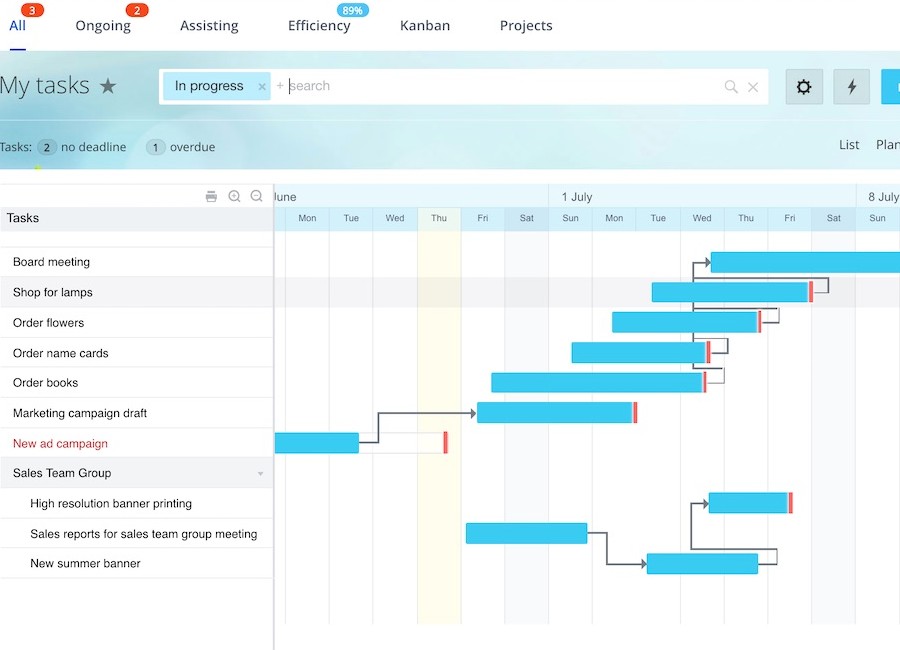 3 2 89%
All Ongoing Assisting Efficiency Kanban Projects
My tasks ★ In progress × + search
Tasks: 2 no deadline 1 overdue List Plan
June 1 July 8 July
Tasks Mon Tue Wed Thu Fri Sat Sun Mon Tue Wed Thu Fri Sat Sun
Board meeting
Shop for lamps
Order flowers
Order name cards
Order books
Marketing campaign draft
New ad campaign
Sales Team Group
High resolution banner printing
Sales reports for sales team group meeting
New summer banner